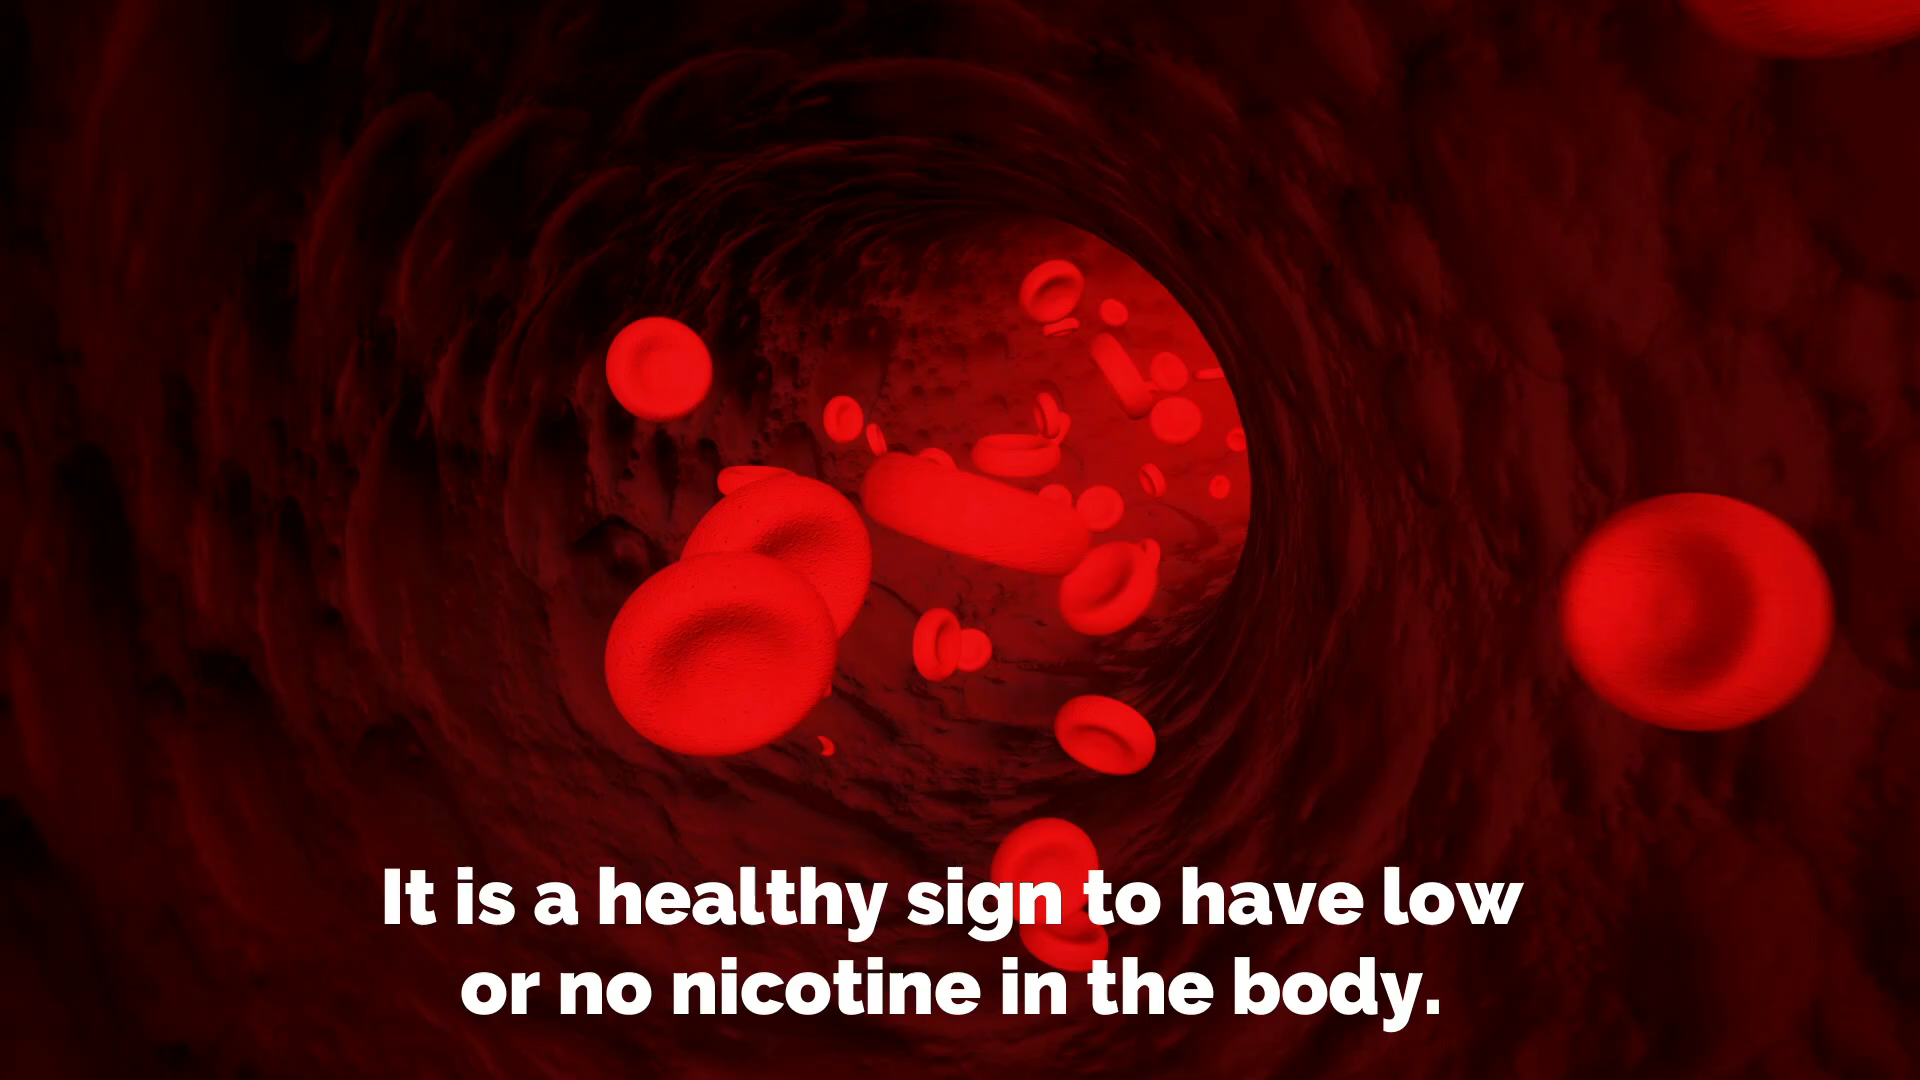 It is a healthy sign to have low
or no nicotine in the body.